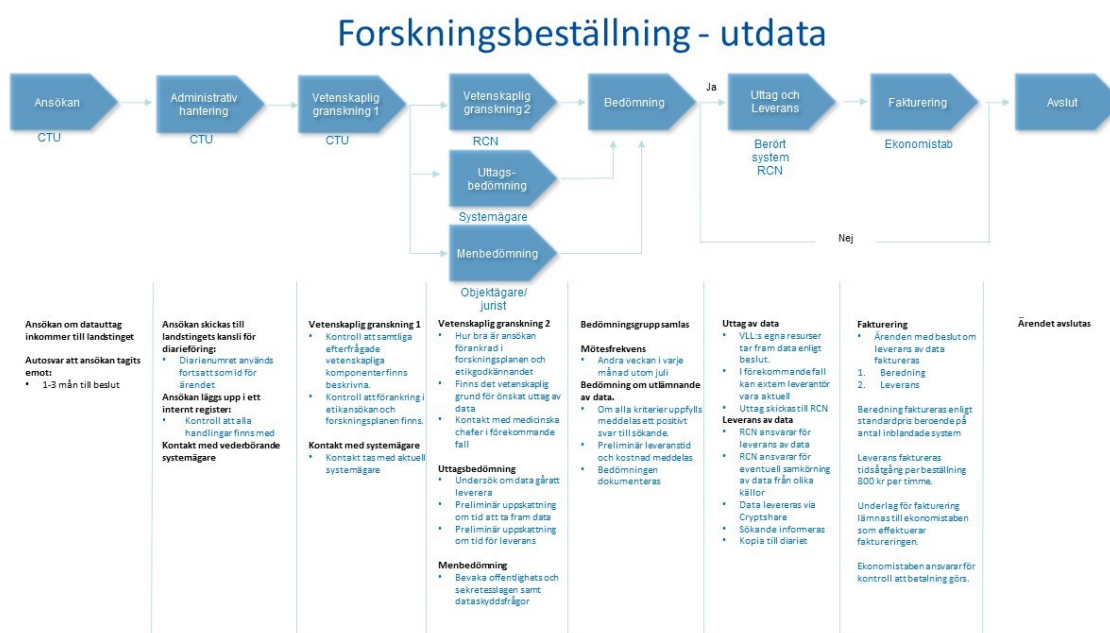 Forskningsbeställning - utdata
Ansökan
CTU
Administrativ
hantering
CTU
Vetenskaplig
granskning 1
CTU
Vetenskaplig
granskning 2
RCN
Uttags-
bedömning
Systemägare
Menbedömning
Objektägare/
jurist
Bedömning
Ja
Nej
Uttag och
Leverans
Berört
system
RCN
Fakturering
Ekonomistab
Avslut
Ansökan om datauttag
inkommer till landstinget
Autosvar att ansökan tagits
emot:
• 1-3 mån till beslut
Ansökan skickas till
landstingets kansli för
diarieföring:
• Diarienumret används
fortsatt som id för
ärendet
Ansökan läggs upp i ett
internt register:
• Kontroll att alla
handlingar finns med
Kontakt med vederbörande
systemägare
Vetenskaplig granskning 1
• Kontroll att samtliga
efterfrågade
vetenskapliga
komponenter finns
beskrivna.
• Kontroll att förankring i
etikansökan och
forskningsplanen finns.
Kontakt med systemägare
• Kontakt tas med aktuell
systemägare
Vetenskaplig granskning 2
• Hur bra är ansökan
förankrad i
forskningsplanen och
etikgodkännandet
• Finns det vetenskaplig
grund för önskat uttag av
data
• Kontakt med medicinska
chefer i förekommande
fall
Uttagsbedömning
• Undersök om data går att
leverera
• Preliminär uppskattning
om tid att ta fram data
• Preliminär uppskattning
om tid för leverans
Menbedömning
• Bevaka offentlighets och
sekretesslagen samt
dataskyddsfrågor
Bedömningsgrupp samlas
Mötesfrekvens
• Andra veckan i varje
månad utom juli
Bedömning om utlämnande
av data.
• Om alla kriterier uppfylls
meddelas ett positivt
svar till sökande.
• Preliminär leveranstid
och kostnad meddelas
• Bedömningen
dokumenteras
Uttag av data
• VLL:s egna resurser
tar fram data enligt
beslut.
• I förekommande fall
kan extern leverantör
vara aktuell
• Uttag skickas till RCN
Leverans av data
• RCN ansvarar för
leverans av data
• RCN ansvarar för
eventuell samkörning
av data från olika
källor
• Data levereras via
Cryptshare
• Sökande informeras
• Kopia till diariet
Fakturering
• Ärenden med beslut om
leverans av data
faktureras
1. Beredning
2. Leverans
Beredning faktureras enligt
standardpris beroende på
antal inblandade system
Leverans faktureras
tidsåtgång per beställning
800 kr per timme.
Underlag för fakturering
lämnas till ekonomistaben
som effektuerar
faktureringen.
Ekonomistaben ansvarar för
kontroll att betalning görs.
Ärendet avslutas